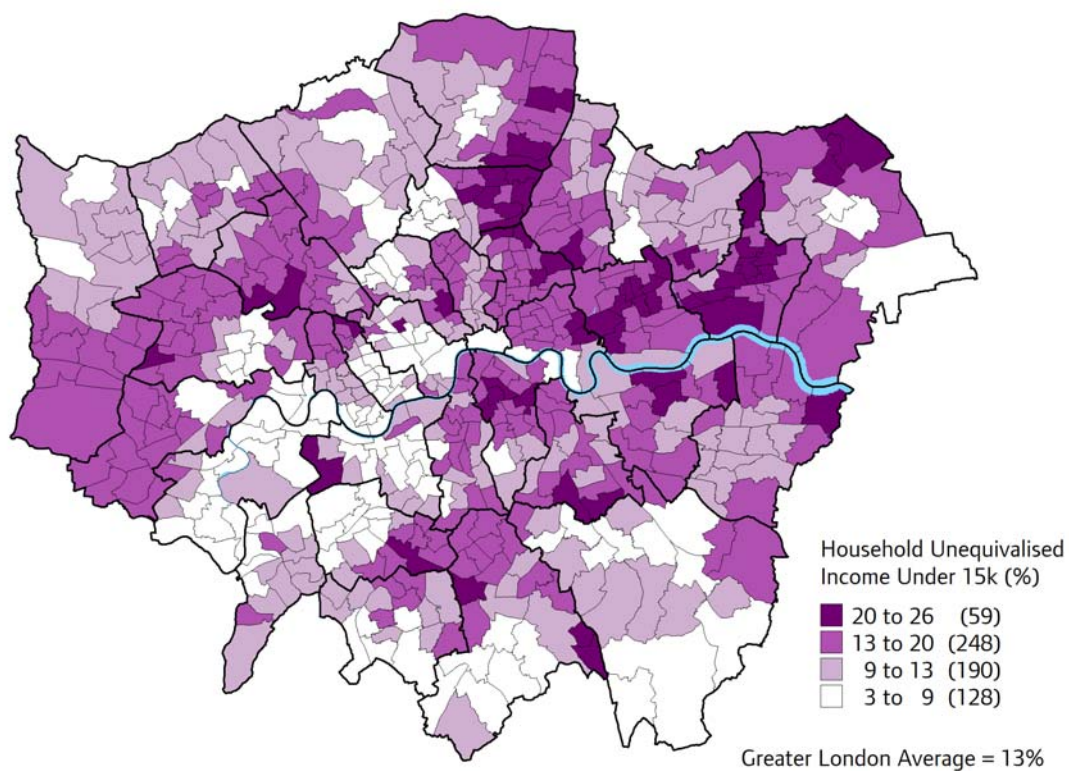 Household Unequivalised
Income Under 15k (%)
20 to 26 (59)
13 to 20 (248)
9 to 13 (190)
3 to 9 (128)
Greater London Average = 13%